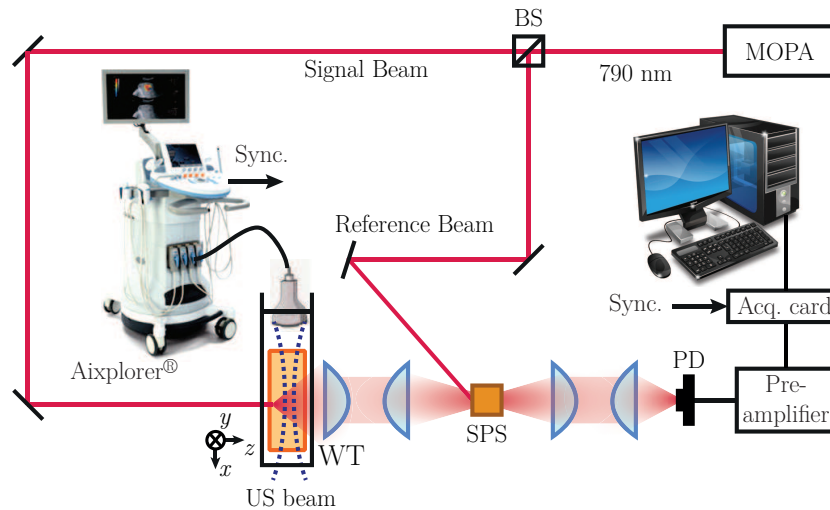 BS
MOPA
Signal Beam
790 nm
Sync.
Reference Beam
Sync.
Acq. card
Aixplorer®
PD
Pre-
amplifier
SPS
y
z
x
WT
US beam